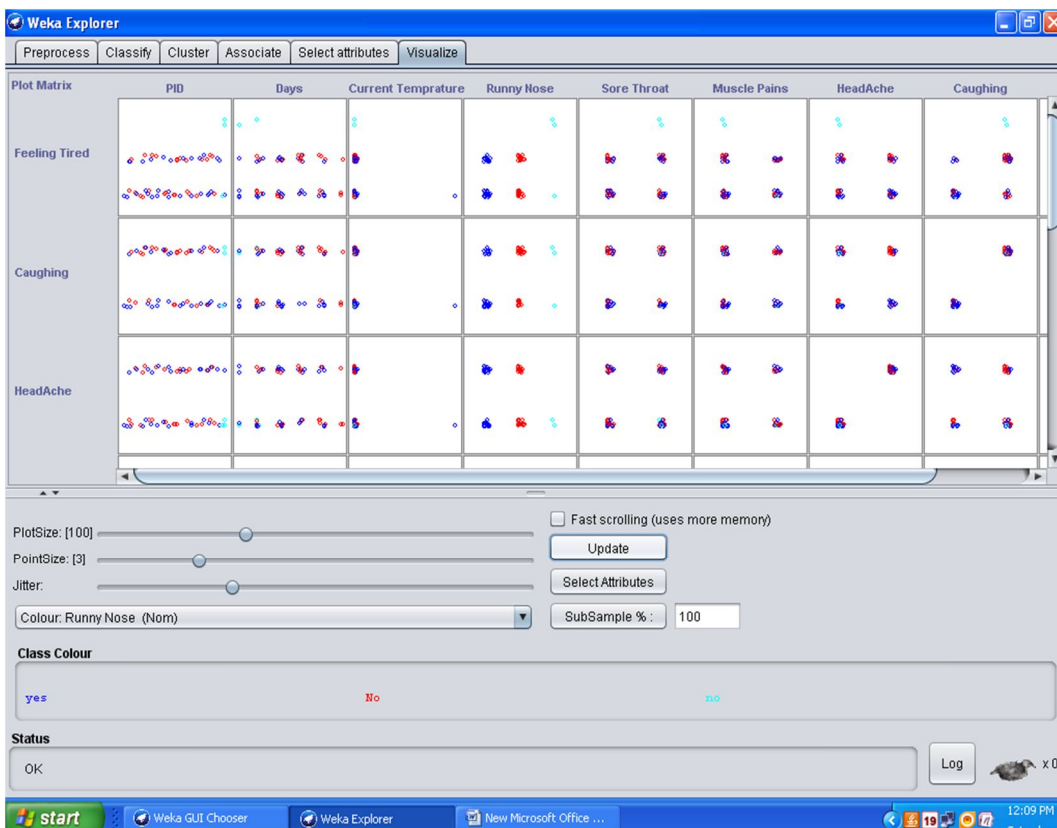 Weka Explorer
Preprocess Classify Cluster Associate Select attributes Visualize
Plot Matrix PID Days Current Temprature Runny Nose Sore Throat Muscle Pains HeadAche Caughing
Feeling Tired
Caughing
HeadAche
PlotSize: [100]
PointSize: [3]
Jitter:
Fast scrolling (uses more memory)
Update
Select Attributes
Colour: Runny Nose (Nom)
SubSample % : 100
Class Colour
yes No no
Status
OK
Log
x 0
start Weka GUI Chooser Weka Explorer New Microsoft Office ... 19 12:09 PM